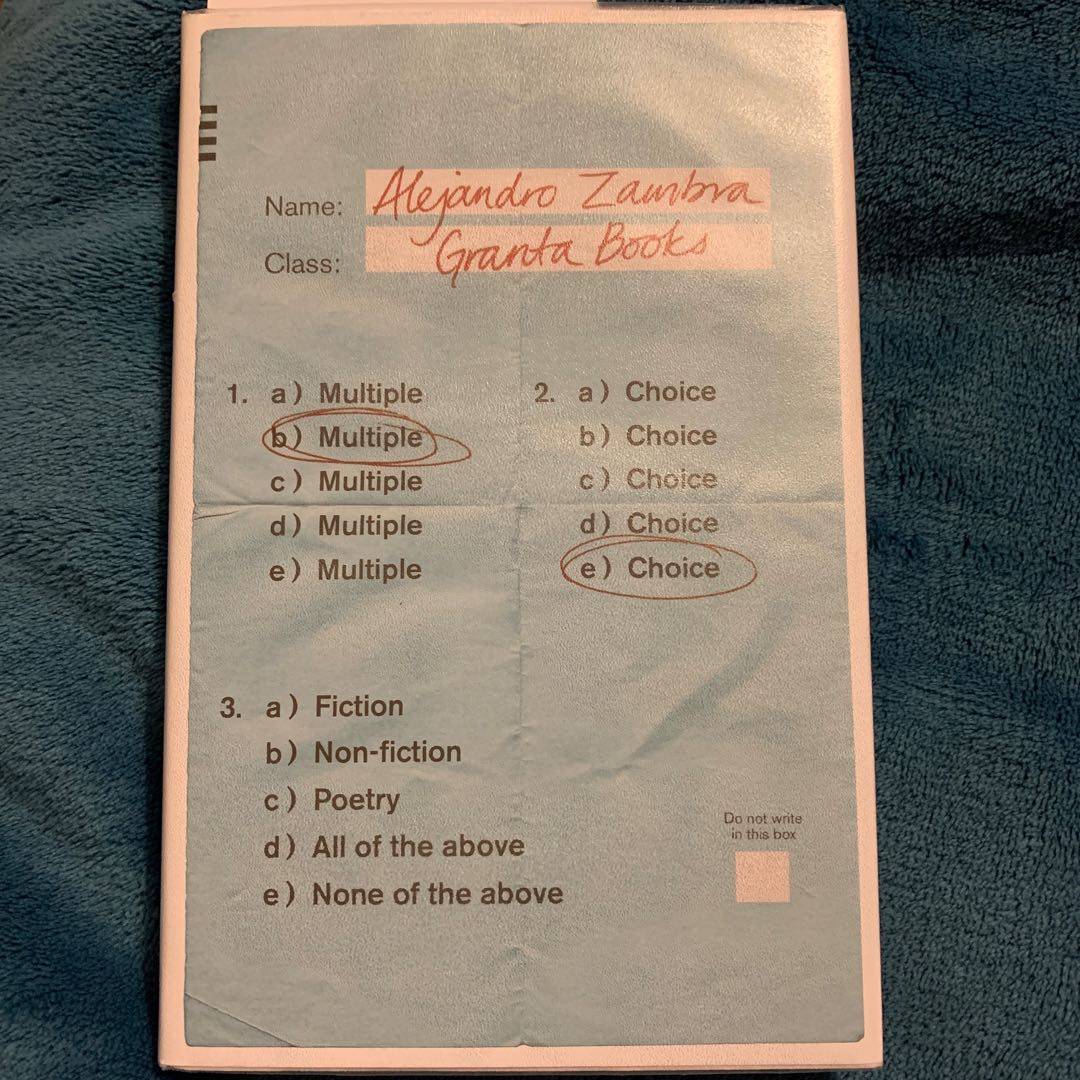 Name: Alejandro Zambra
Class: Granta Books
1. a) Multiple
b) Multiple
c) Multiple
d) Multiple
e) Multiple
2. a) Choice
b) Choice
c) Choice
d) Choice
e) Choice
3. a) Fiction
b) Non-fiction
c) Poetry
d) All of the above
e) None of the above
Do not write
in this box